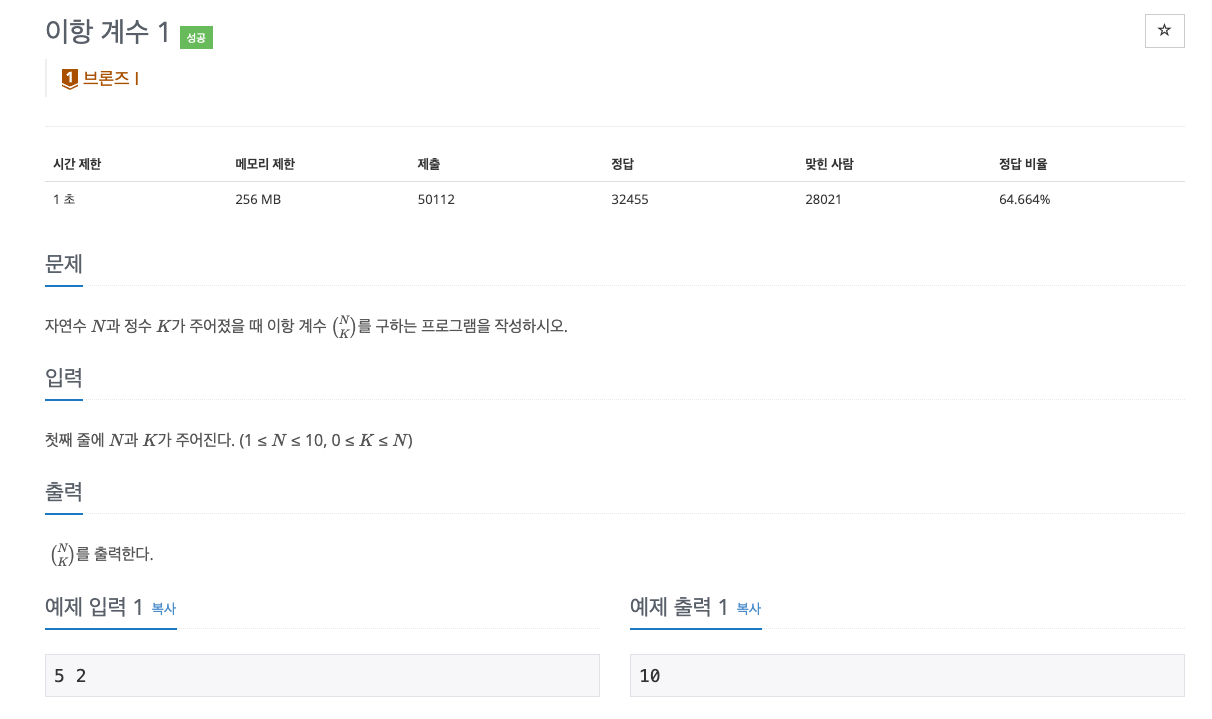 이항 계수 1 성공
☆
1 브론즈 I
시간 제한 메모리 제한 제출 정답 맞힌 사람 정답 비율
1 초 256 MB 50112 32455 28021 64.664%
문제
자연수 N과 정수 K가 주어졌을 때 이항 계수 (N K)를 구하는 프로그램을 작성하시오.
입력
첫째 줄에 N과 K가 주어진다. (1 ≤ N ≤ 10, 0 ≤ K ≤ N)
출력
(N K)를 출력한다.
예제 입력 1 복사
5 2
예제 출력 1 복사
10